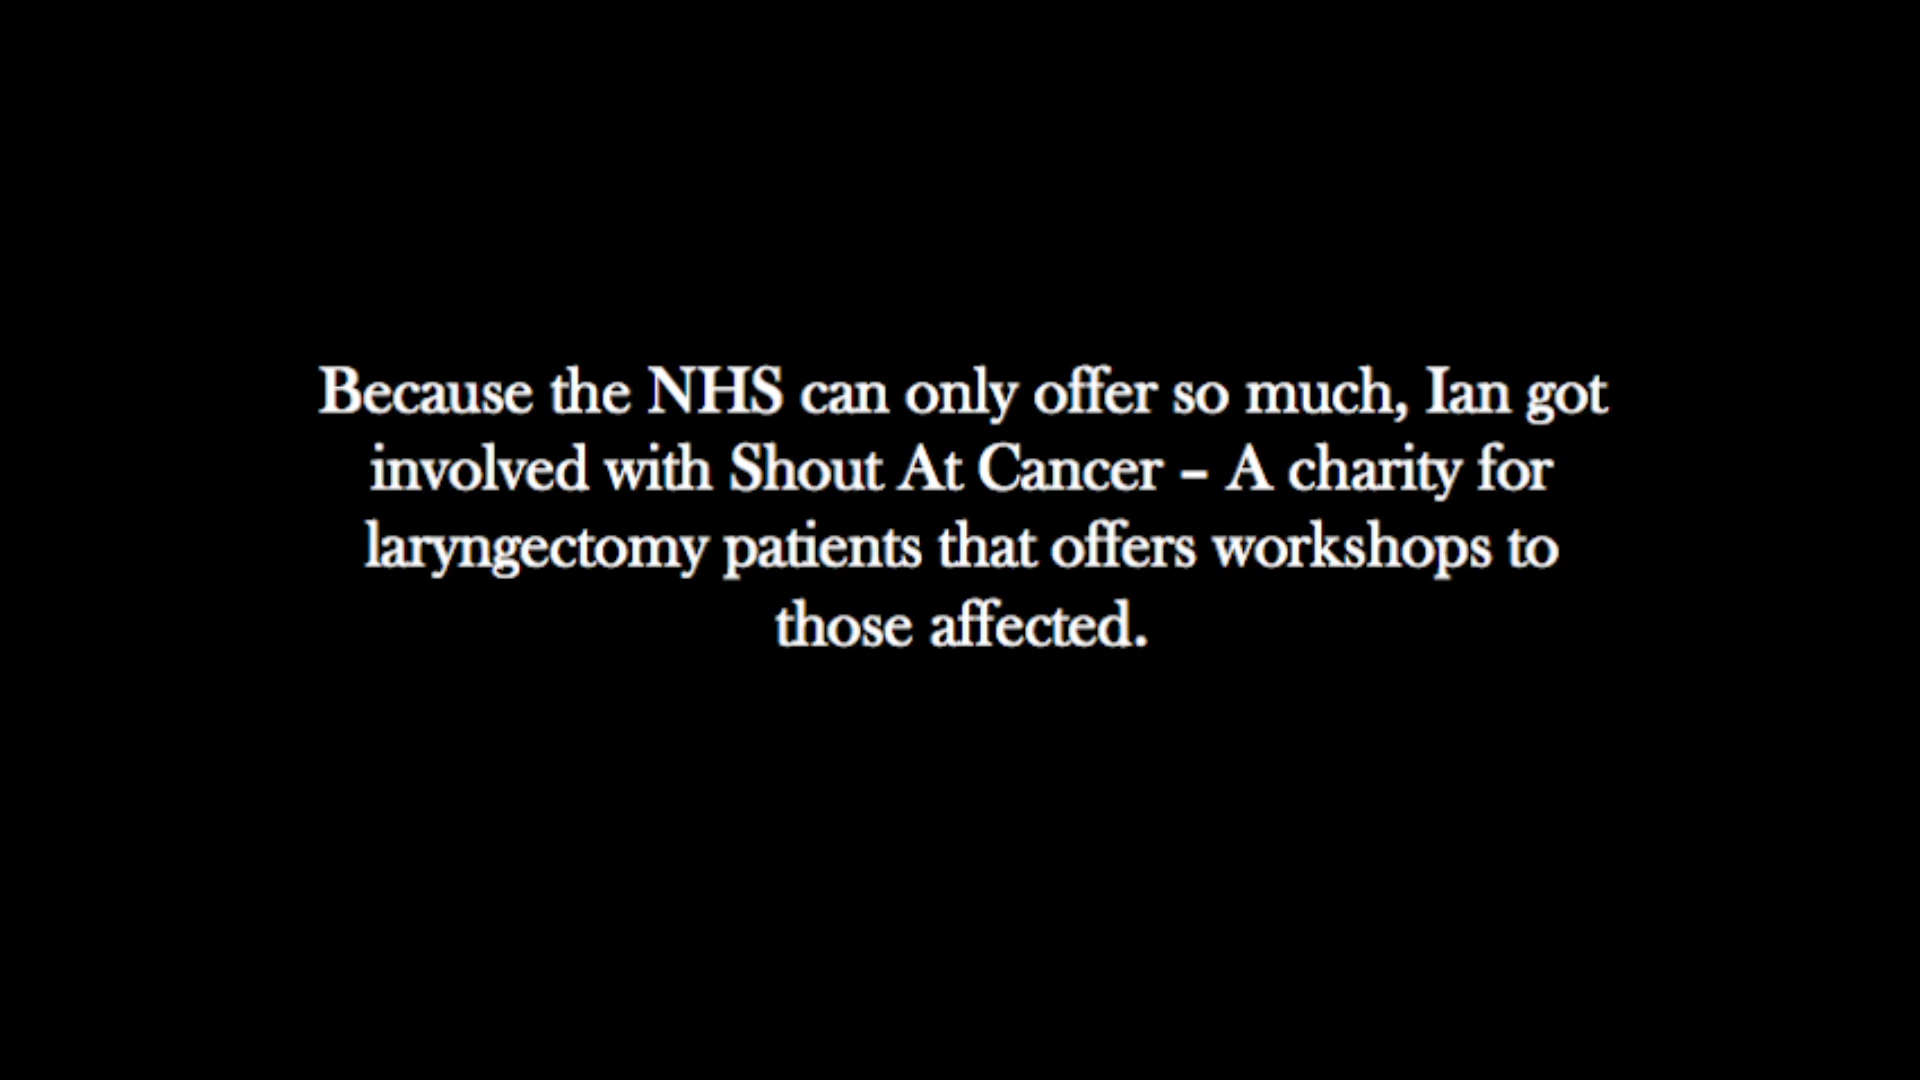 Because the NHS can only offer so much, Ian got
involved with Shout At Cancer – A charity for
laryngectomy patients that offers workshops to
those affected.